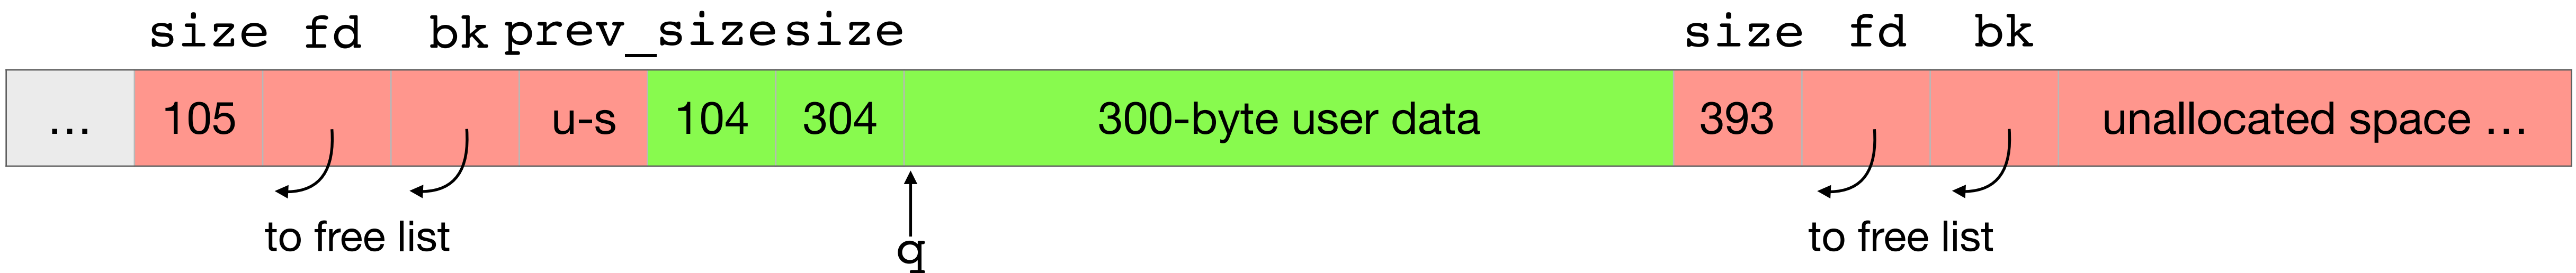 size fd bk prev_size size size fd bk
... 105 u-s 104 304 300-byte user data 393 unallocated space ...
to free list to free list
q